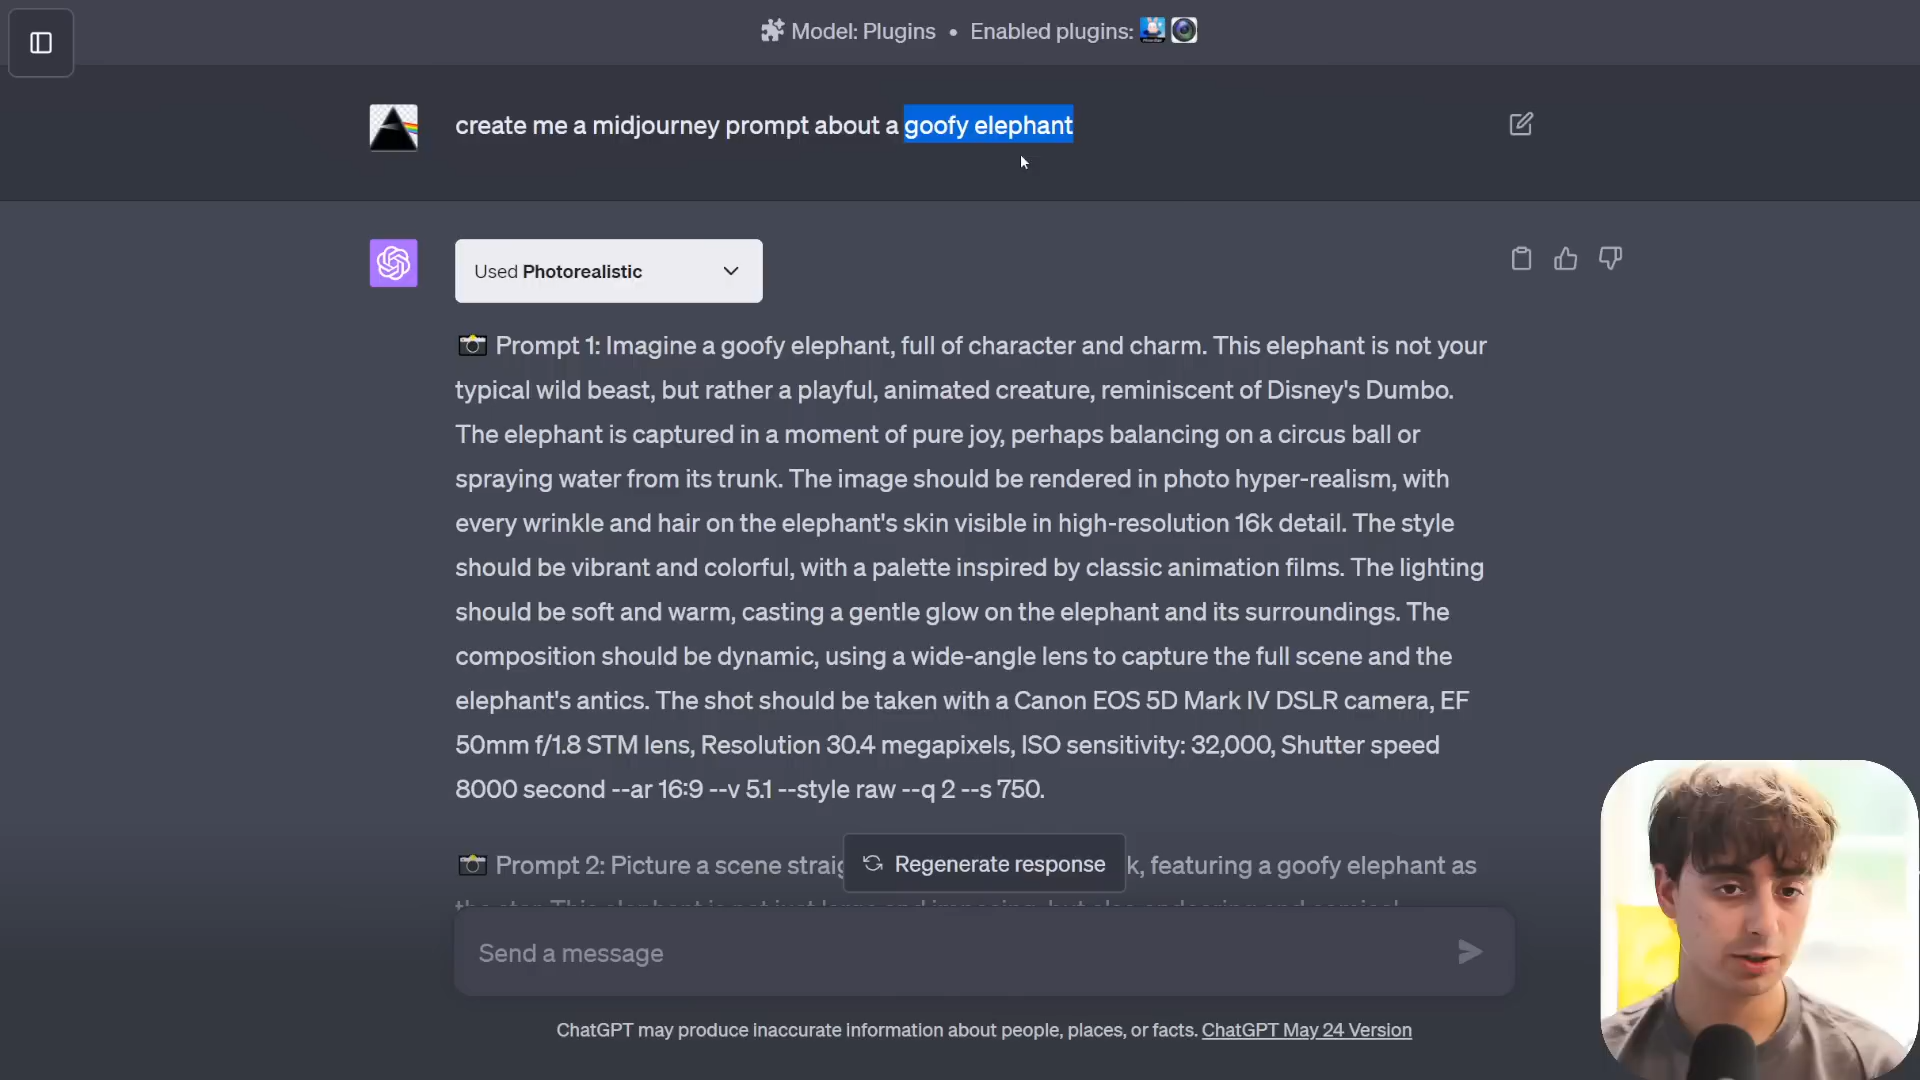 Model: Plugins • Enabled plugins:
create me a midjourney prompt about a goofy elephant
Used Photorealistic
📷 Prompt 1: Imagine a goofy elephant, full of character and charm. This elephant is not your
typical wild beast, but rather a playful, animated creature, reminiscent of Disney's Dumbo.
The elephant is captured in a moment of pure joy, perhaps balancing on a circus ball or
spraying water from its trunk. The image should be rendered in photo hyper-realism, with
every wrinkle and hair on the elephant's skin visible in high-resolution 16k detail. The style
should be vibrant and colorful, with a palette inspired by classic animation films. The lighting
should be soft and warm, casting a gentle glow on the elephant and its surroundings. The
composition should be dynamic, using a wide-angle lens to capture the full scene and the
elephant's antics. The shot should be taken with a Canon EOS 5D Mark IV DSLR camera, EF
50mm f/1.8 STM lens, Resolution 30.4 megapixels, ISO sensitivity: 32,000, Shutter speed
8000 second --ar 16:9 --v 5.1 --style raw --q 2 --s 750.
📷 Prompt 2: Picture a scene featuring a goofy elephant as
Regenerate response
Send a message
ChatGPT may produce inaccurate information about people, places, or facts. ChatGPT May 24 Version